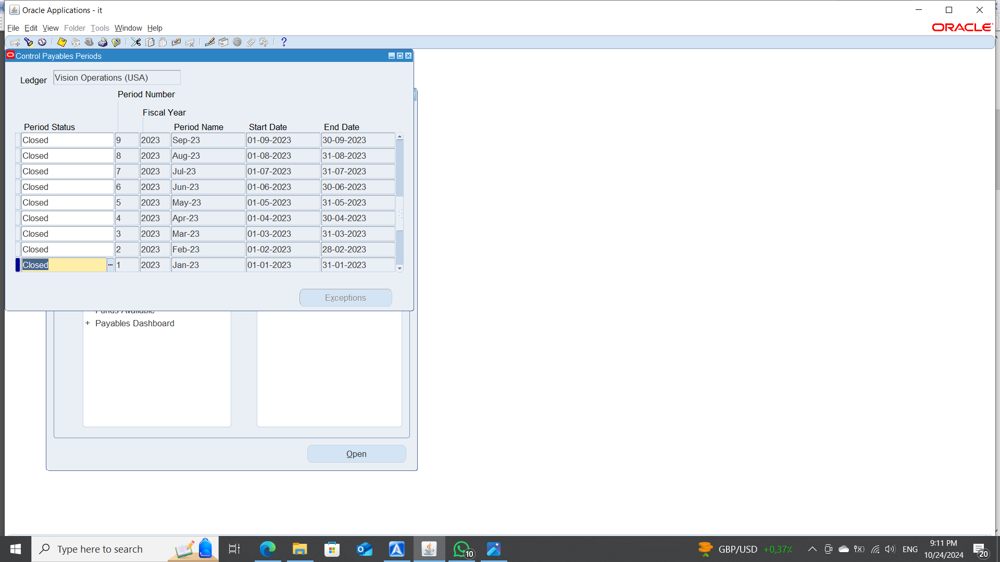 Oracle Applications - it
File Edit View Folder Tools Window Help
ORACLE
Control Payables Periods
Ledger Vision Operations (USA)
Period Number
Fiscal Year
Period Status Period Name Start Date End Date
Closed 9 2023 Sep-23 01-09-2023 30-09-2023
Closed 8 2023 Aug-23 01-08-2023 31-08-2023
Closed 7 2023 Jul-23 01-07-2023 31-07-2023
Closed 6 2023 Jun-23 01-06-2023 30-06-2023
Closed 5 2023 May-23 01-05-2023 31-05-2023
Closed 4 2023 Apr-23 01-04-2023 30-04-2023
Closed 3 2023 Mar-23 01-03-2023 31-03-2023
Closed 2 2023 Feb-23 01-02-2023 28-02-2023
Closed ... 1 2023 Jan-23 01-01-2023 31-01-2023
Exceptions
Funds Available
+ Payables Dashboard
Open
Type here to search
10
GBP/USD +0,37%
ENG
9:11 PM
10/24/2024
20